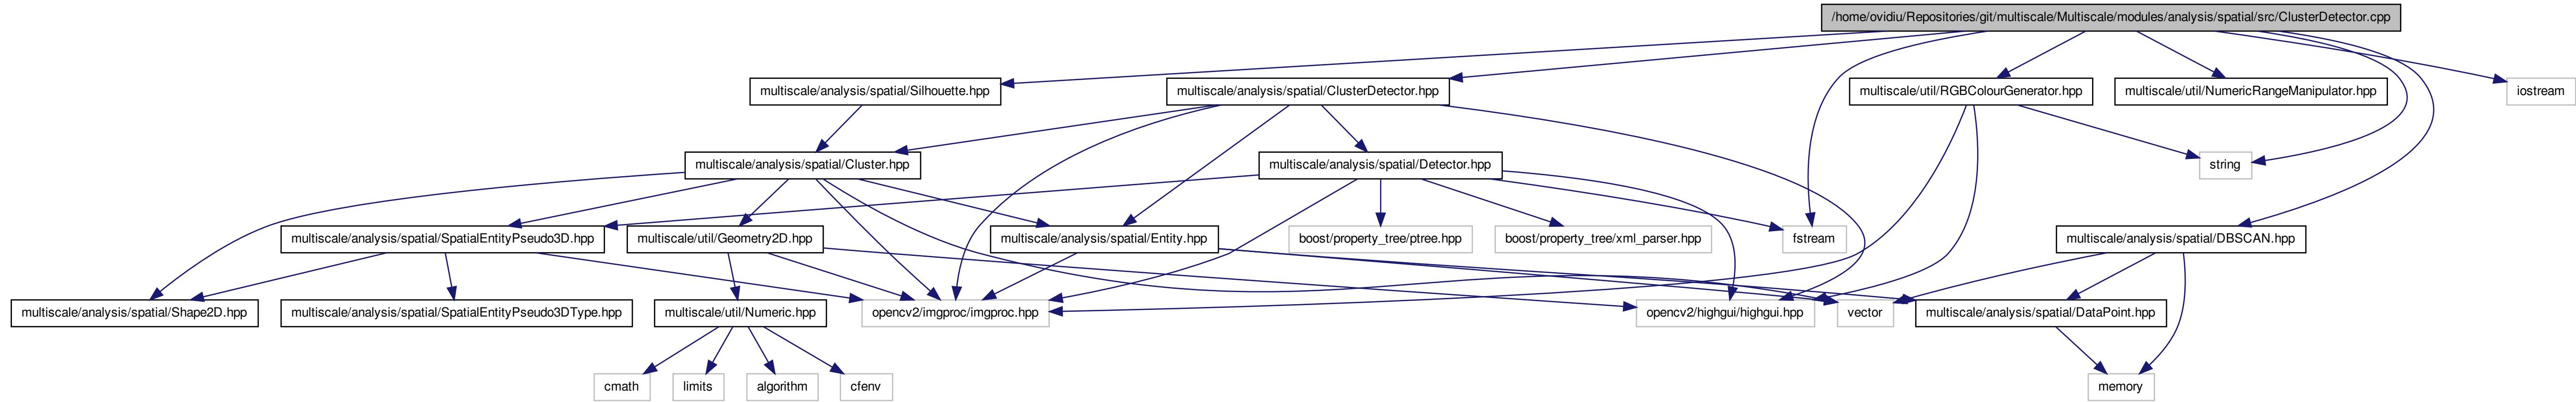 /home/ovidiu/Repositories/git/multiscale/Multiscale/modules/analysis/spatial/src/ClusterDetector.cpp
multiscale/analysis/spatial/Silhouette.hpp
multiscale/analysis/spatial/ClusterDetector.hpp
multiscale/util/RGBColourGenerator.hpp
multiscale/util/NumericRangeManipulator.hpp
iostream
multiscale/analysis/spatial/Cluster.hpp
multiscale/analysis/spatial/Detector.hpp
string
multiscale/analysis/spatial/SpatialEntityPseudo3D.hpp
multiscale/util/Geometry2D.hpp
multiscale/analysis/spatial/Entity.hpp
boost/property_tree/ptree.hpp
boost/property_tree/xml_parser.hpp
fstream
multiscale/analysis/spatial/DBSCAN.hpp
multiscale/analysis/spatial/Shape2D.hpp
multiscale/analysis/spatial/SpatialEntityPseudo3DType.hpp
multiscale/util/Numeric.hpp
opencv2/imgproc/imgproc.hpp
opencv2/highgui/highgui.hpp
vector
multiscale/analysis/spatial/DataPoint.hpp
cmath
limits
algorithm
cfenv
memory